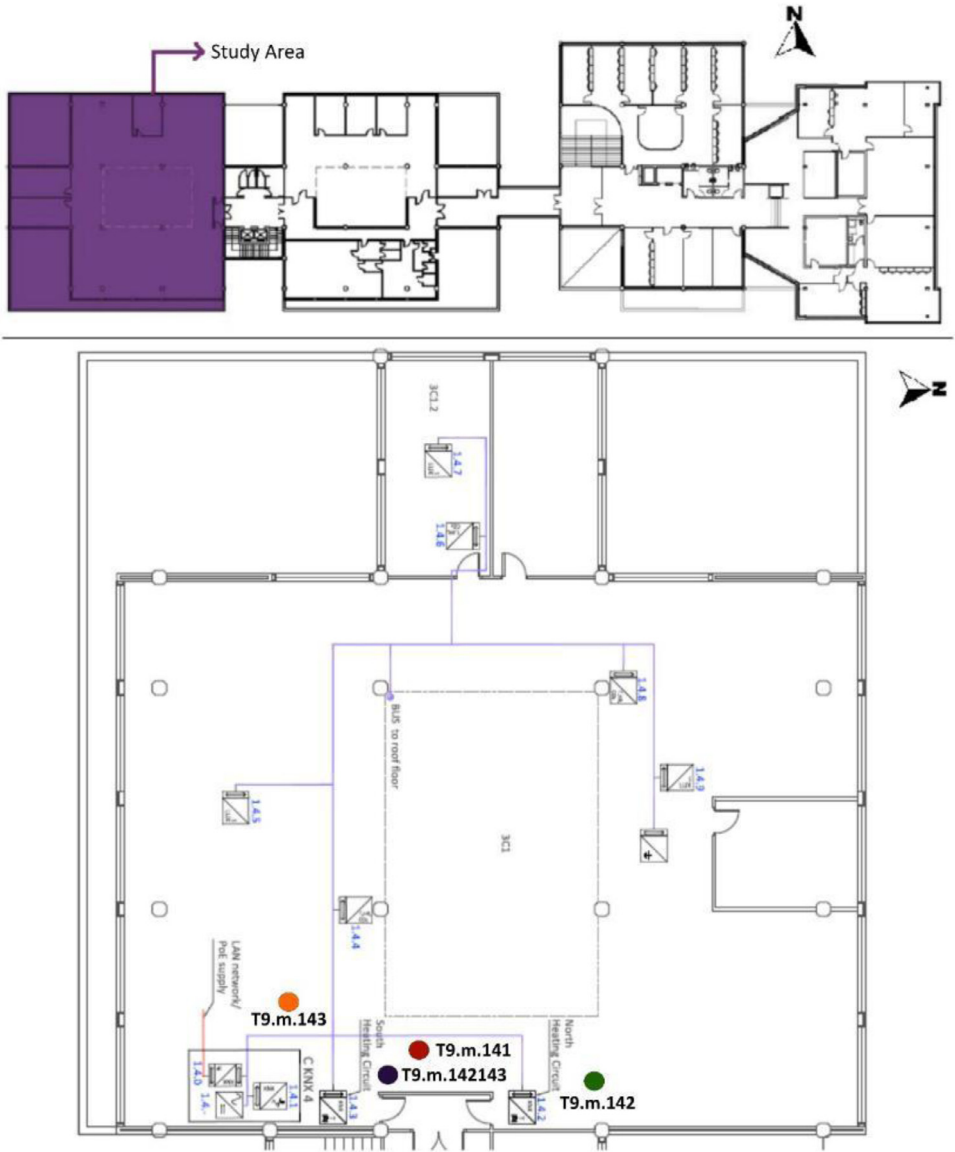 N
Study Area
N
3C1.2
1.4.7
1.4.6
1.4.8
BUS to roof floor
1.4.9
1.4.5
3C1
1.4.4
LAN network/
PoE supply
T9.m.143
South
Heating Circuit
North
Heating Circuit
T9.m.141
T9.m.142143
T9.m.142
C KNX 4
1.4.0
1.4.-
1.4.1
1.4.3
1.4.2